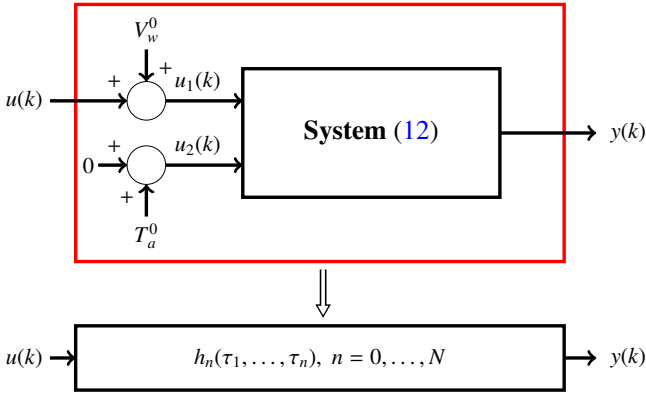 V_w^0
+ +
u(k) u_1(k)
System (12)
y(k)
+
0 u_2(k)
+
T_a^0
⇓
u(k) h_n(τ_1, …, τ_n), n = 0, …, N y(k)